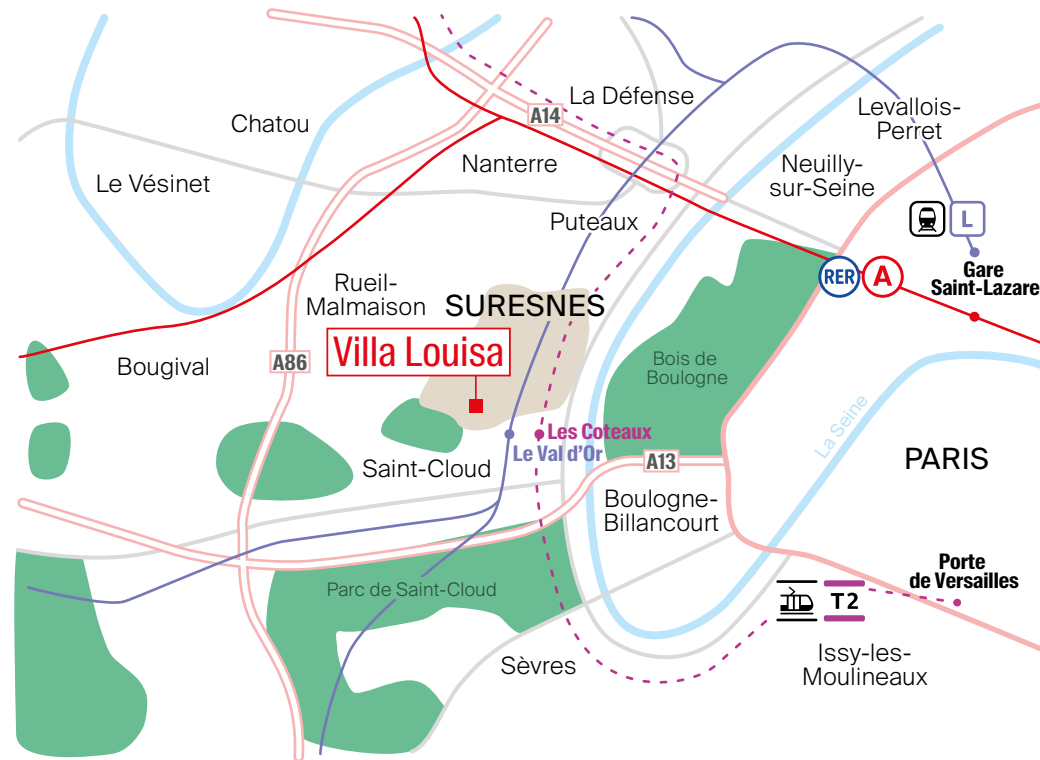 La Défense
A14
Levallois-
Perret
Chatou
Nanterre
Neuilly-
sur-Seine
Le Vésinet
Puteaux
L
RER
A
Gare
Saint-Lazare
Rueil-
Malmaison
SURESNES
Villa Louisa
Bougival
A86
Bois de
Boulogne
La Seine
Les Coteaux
Le Val d'Or
Saint-Cloud
A13
PARIS
Boulogne-
Billancourt
Parc de Saint-Cloud
Porte
de Versailles
T2
Sèvres
Issy-les-
Moulineaux